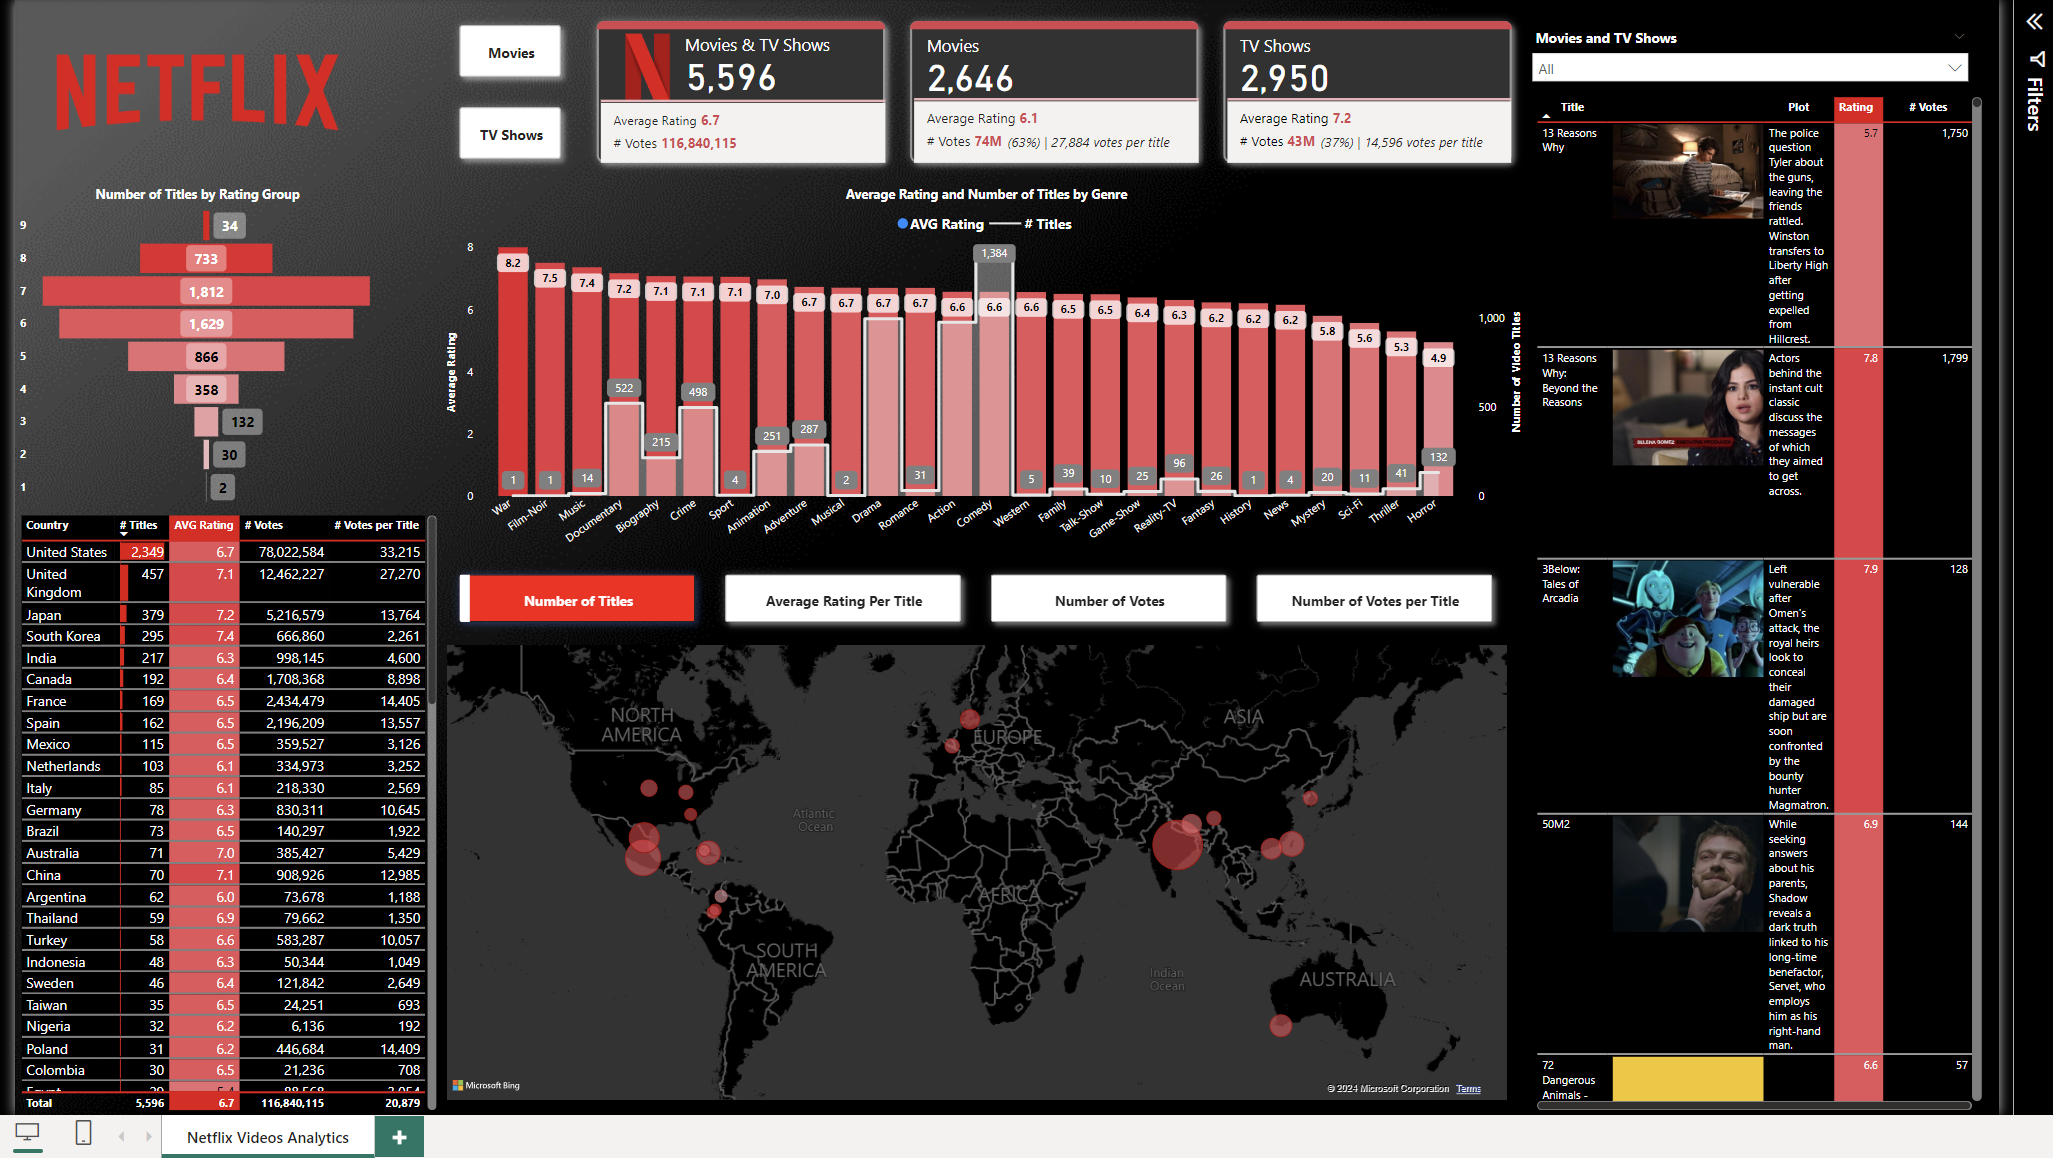 NETFLIX
Movies
TV Shows
Movies & TV Shows
5,596
Average Rating 6.7
# Votes 116,840,115
Movies
2,646
Average Rating 6.1
# Votes 74M (63%) | 27,884 votes per title
TV Shows
2,950
Average Rating 7.2
# Votes 43M (37%) | 14,596 votes per title
Number of Titles by Rating Group
9 34
8 733
7 1,812
6 1,629
5 866
4 358
3 132
2 30
1 2
Average Rating and Number of Titles by Genre
AVG Rating # Titles
Average Rating
8
6
4
2
0
8.2 7.5 7.4 7.2 7.1 7.1 7.1 7.0 6.7 6.7 6.7 6.7 6.6 6.6 6.6 6.5 6.5 6.4 6.3 6.2 6.2 6.2 5.8 5.6 5.3 4.9
1 1 14 522 215 498 4 251 287 2 31 1,384 5 39 10 25 96 26 1 4 20 11 41 132
War Film-Noir Music Documentary Biography Crime Sport Animation Adventure Musical Drama Romance Action Comedy Western Family Talk-Show Game-Show Reality-TV Fantasy History News Mystery Sci-Fi Thriller Horror
1,000
500
0
Number of Video Titles
Country # Titles AVG Rating # Votes # Votes per Title
United States 2,349 6.7 78,022,584 33,215
United 457 7.1 12,462,227 27,270
Kingdom
Japan 379 7.2 5,216,579 13,764
South Korea 295 7.4 666,860 2,261
India 217 6.3 998,145 4,600
Canada 192 6.4 1,708,368 8,898
France 169 6.5 2,434,479 14,405
Spain 162 6.5 2,196,209 13,557
Mexico 115 6.5 359,527 3,126
Netherlands 103 6.1 334,973 3,252
Italy 85 6.1 218,330 2,569
Germany 78 6.3 830,311 10,645
Brazil 73 6.5 140,297 1,922
Australia 71 7.0 385,427 5,429
China 70 7.1 908,926 12,985
Argentina 62 6.0 73,678 1,188
Thailand 59 6.9 79,662 1,350
Turkey 58 6.6 583,287 10,057
Indonesia 48 6.3 50,344 1,049
Sweden 46 6.4 121,842 2,649
Taiwan 35 6.5 24,251 693
Nigeria 32 6.2 6,136 192
Poland 31 6.2 446,684 14,409
Colombia 30 6.5 21,236 708
Total 5,596 6.7 116,840,115 20,879
Number of Titles
Average Rating Per Title
Number of Votes
Number of Votes per Title
NORTH
AMERICA
EUROPE
ASIA
Atlantic
Ocean
AFRICA
SOUTH
AMERICA
Indian
Ocean
AUSTRALIA
Microsoft Bing
© 2024 Microsoft Corporation Terms
Movies and TV Shows
All
Title Plot Rating # Votes
13 Reasons
Why
The police
question
Tyler about
the guns,
leaving the
friends
rattled.
Winston
transfers to
Liberty High
after
getting
expelled
from
Hillcrest.
5.7 1,750
13 Reasons
Why:
Beyond the
Reasons
SELENA GOMEZ
Actors
behind the
instant cult
classic
discuss the
messages
of which
they aimed
to get
across.
7.8 1,799
3Below:
Tales of
Arcadia
Left
vulnerable
after
Omen's
attack, the
royal heirs
look to
conceal
their
damaged
ship but are
soon
confronted
by the
bounty
hunter
Magmatron.
7.9 128
50M2
While
seeking
answers
about his
parents,
Shadow
reveals a
dark truth
linked to his
long-time
benefactor,
Servet, who
employs
him as his
right-hand
man.
6.9 144
72
Dangerous
Animals -
6.6 57
Filters
Netflix Videos Analytics